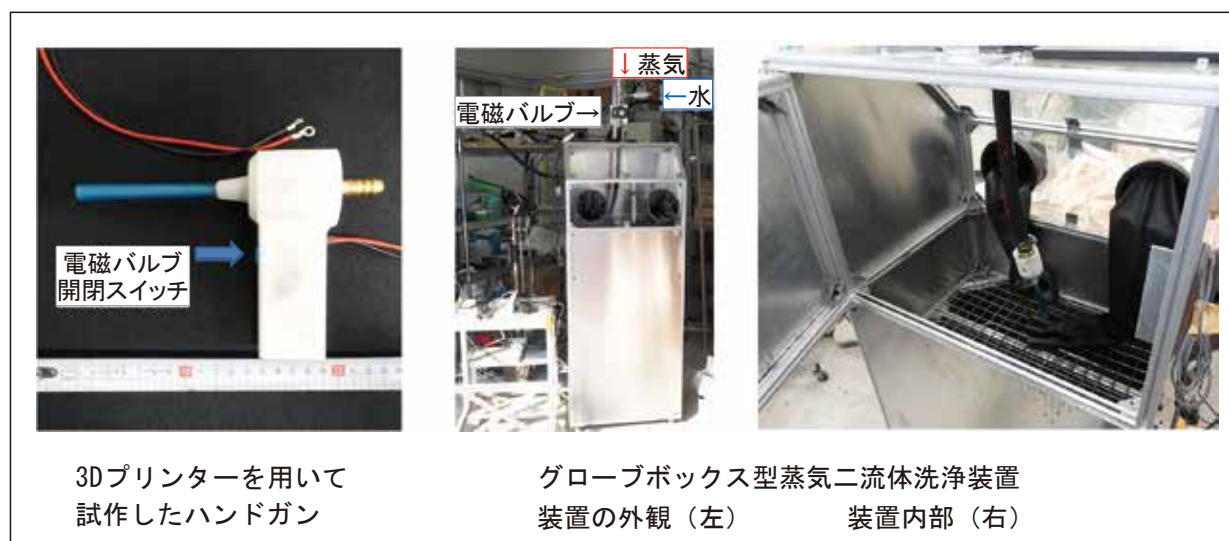 ↓蒸気
←水
電磁バルブ→
電磁バルブ
開閉スイッチ
3Dプリンターを用いて
試作したハンドガン
グローブボックス型蒸気二流体洗浄装置
装置の外観（左）　装置内部（右）